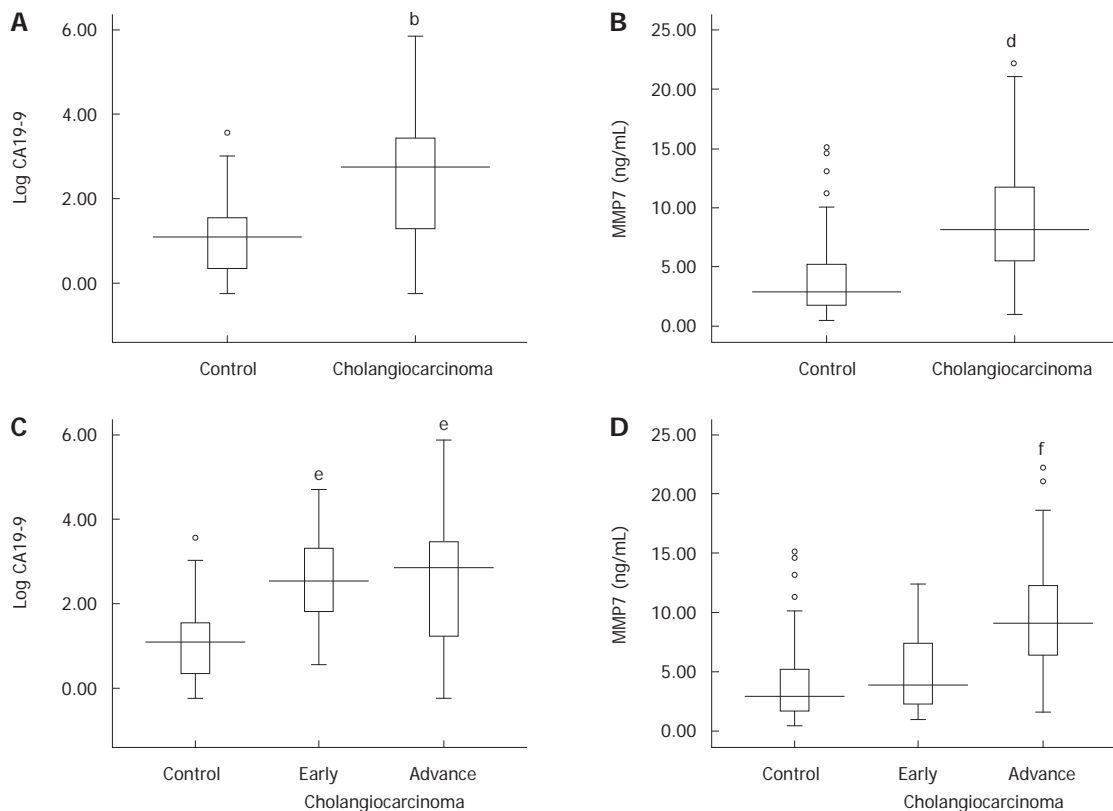 A
6.00
4.00
2.00
0.00
Log CA19-9
b
Control
Cholangiocarcinoma
B
25.00
20.00
15.00
10.00
5.00
0.00
MMP7 (ng/mL)
d
Control
Cholangiocarcinoma
C
6.00
4.00
2.00
0.00
Log CA19-9
e
e
Control
Early
Advance
Cholangiocarcinoma
D
25.00
20.00
15.00
10.00
5.00
0.00
MMP7 (ng/mL)
f
Control
Early
Advance
Cholangiocarcinoma